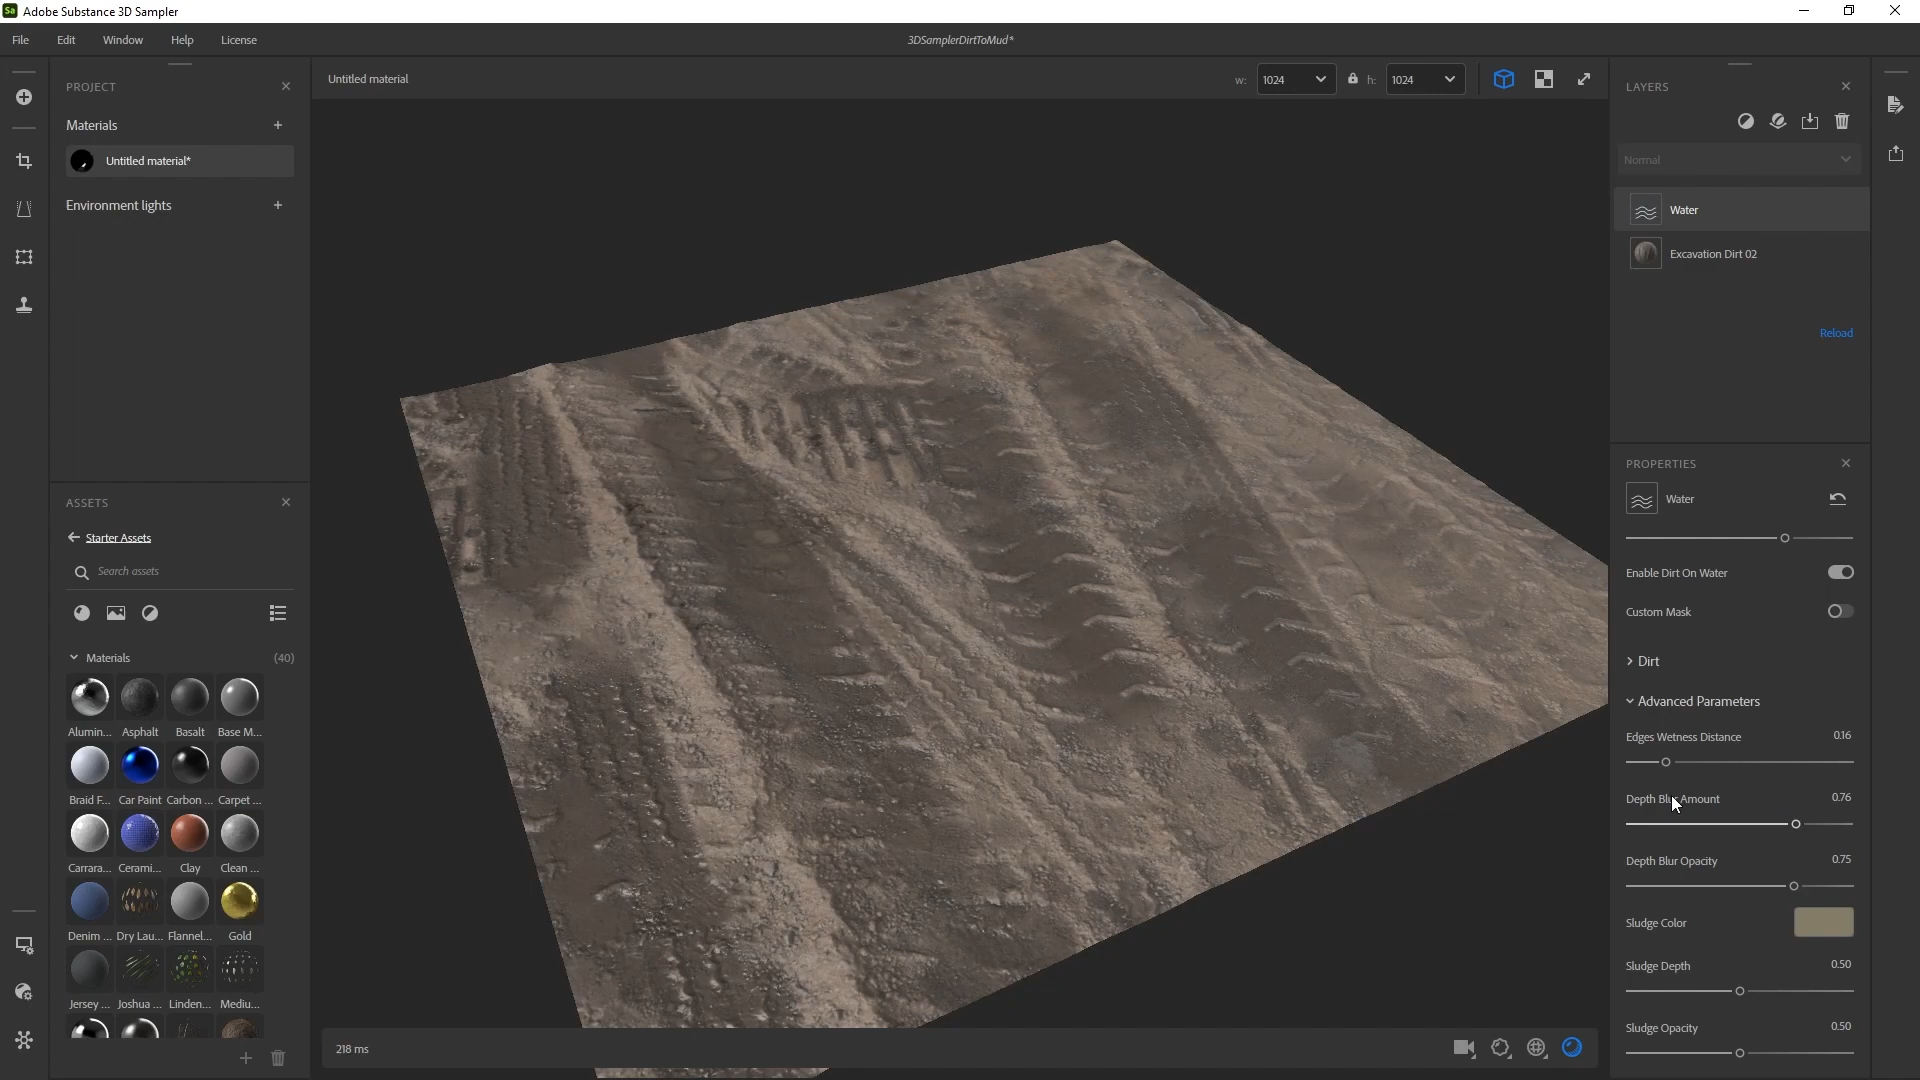 Sa Adobe Substance 3D Sampler
File Edit Window Help License
3DSamplerDirtToMud*
PROJECT
Materials
Untitled material*
Environment lights
Untitled material
w: 1024 h: 1024
LAYERS
Normal
Water
Excavation Dirt 02
Reload
ASSETS
Starter Assets
Search assets
Materials (40)
Alumin... Asphalt Basalt Base M...
Braid F... Car Paint Carbon ... Carpet ...
Carrara... Cerami... Clay Clean ...
Denim ... Dry Lau... Flannel... Gold
Jersey ... Joshua ... Linden... Mediu...
218 ms
PROPERTIES
Water
Enable Dirt On Water
Custom Mask
Dirt
Advanced Parameters
Edges Wetness Distance 0.16
Depth Blur Amount 0.76
Depth Blur Opacity 0.75
Sludge Color
Sludge Depth 0.50
Sludge Opacity 0.50